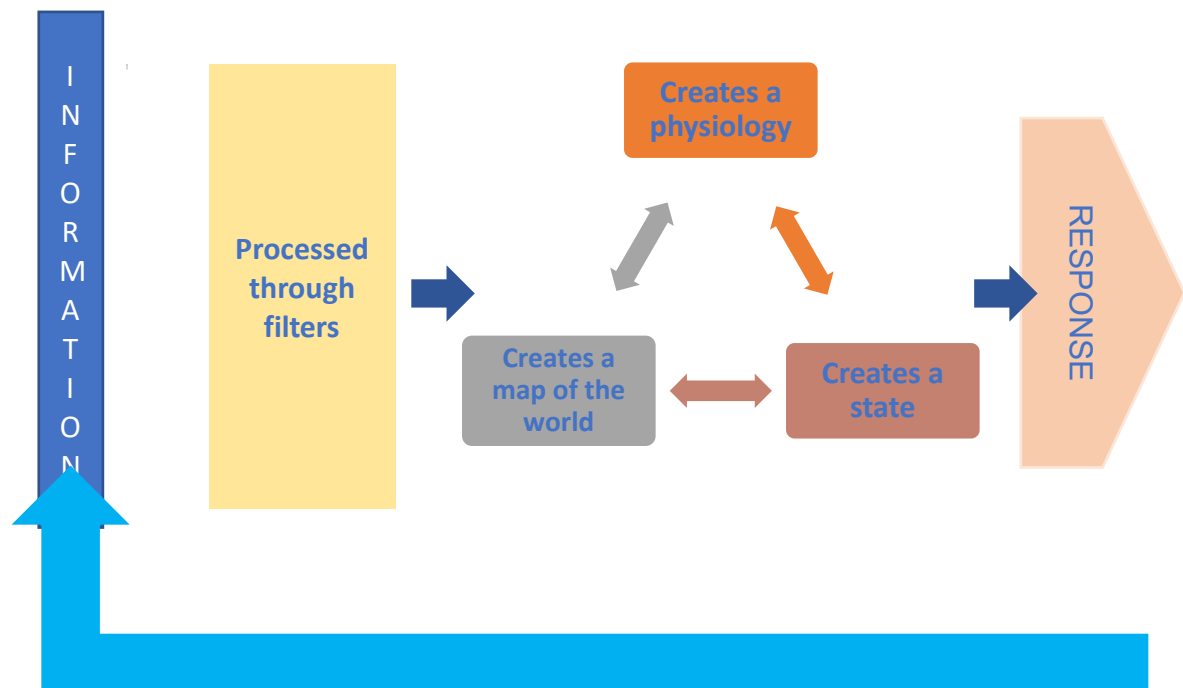 INFORMATION
Processed
through
filters
Creates a
physiology
Creates a
map of the
world
Creates a
state
RESPONSE